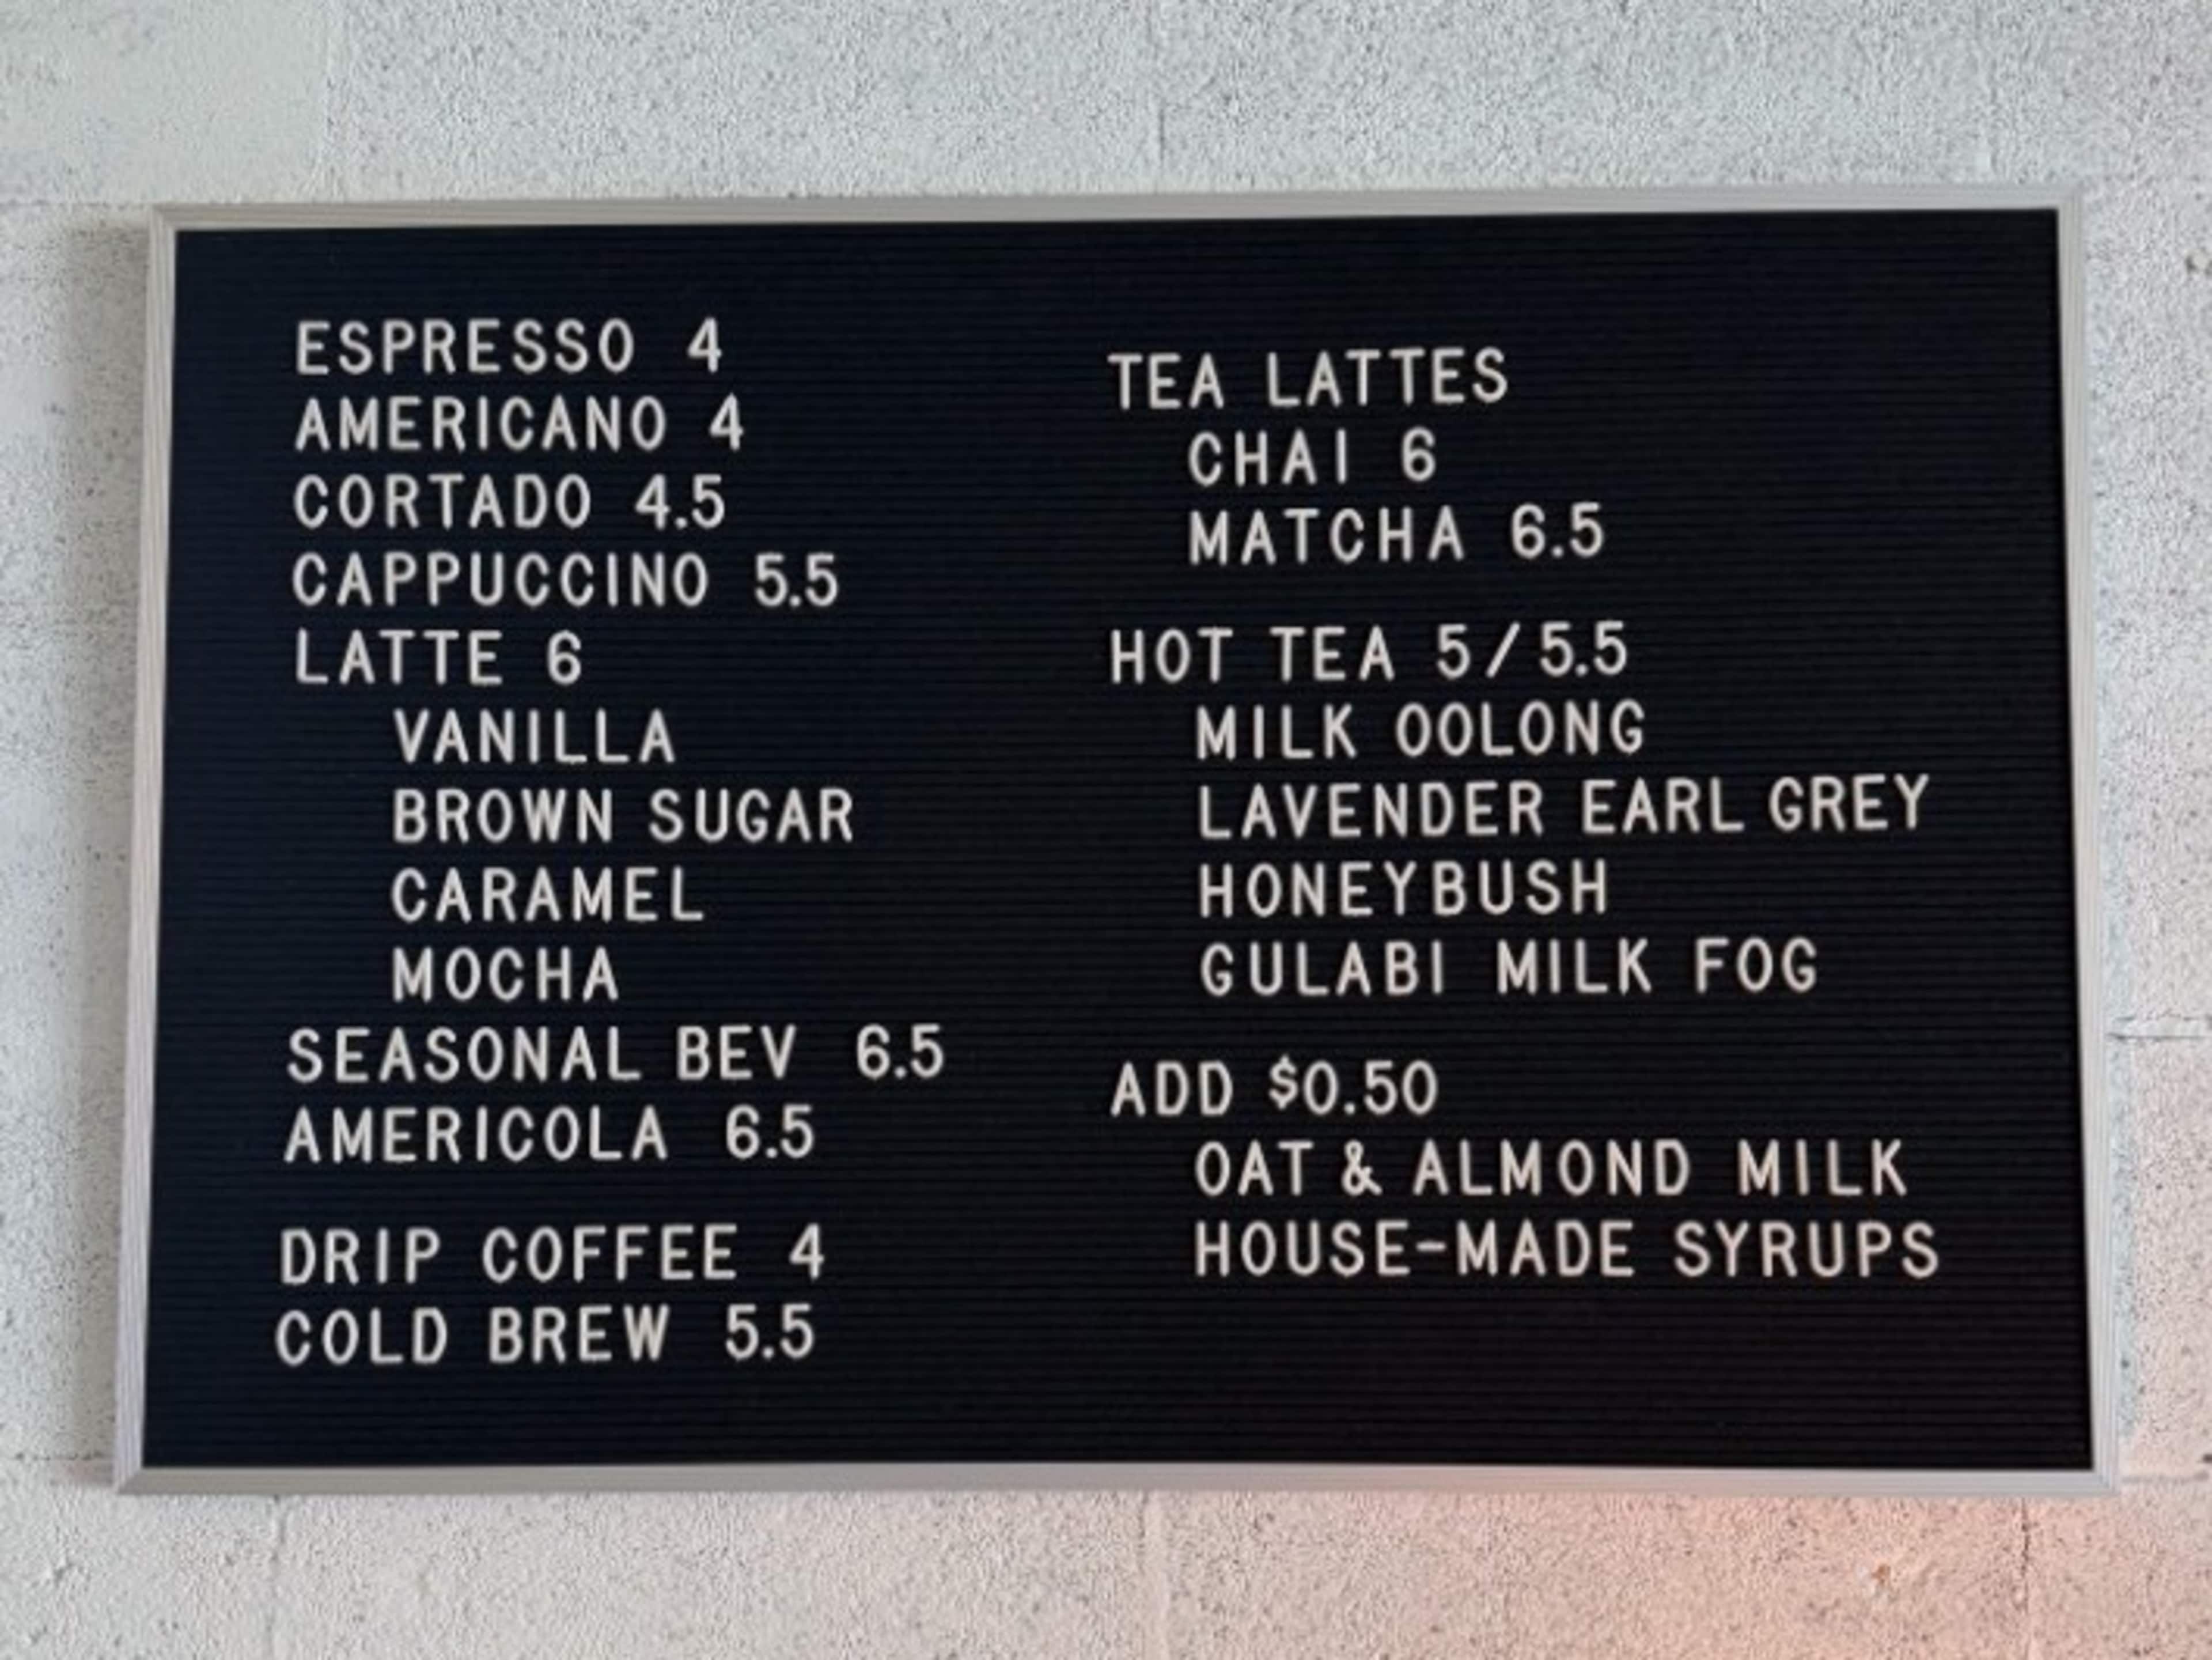 ESPRESSO 4
AMERICANO 4
CORTADO 4.5
CAPPUCCINO 5.5
LATTE 6
VANILLA
BROWN SUGAR
CARAMEL
MOCHA
SEASONAL BEV 6.5
AMERICOLA 6.5
DRIP COFFEE 4
COLD BREW 5.5
TEA LATTES
CHAI 6
MATCHA 6.5
HOT TEA 5/5.5
MILK OOLONG
LAVENDER EARL GREY
HONEYBUSH
GULABI MILK FOG
ADD $0.50
OAT & ALMOND MILK
HOUSE-MADE SYRUPS